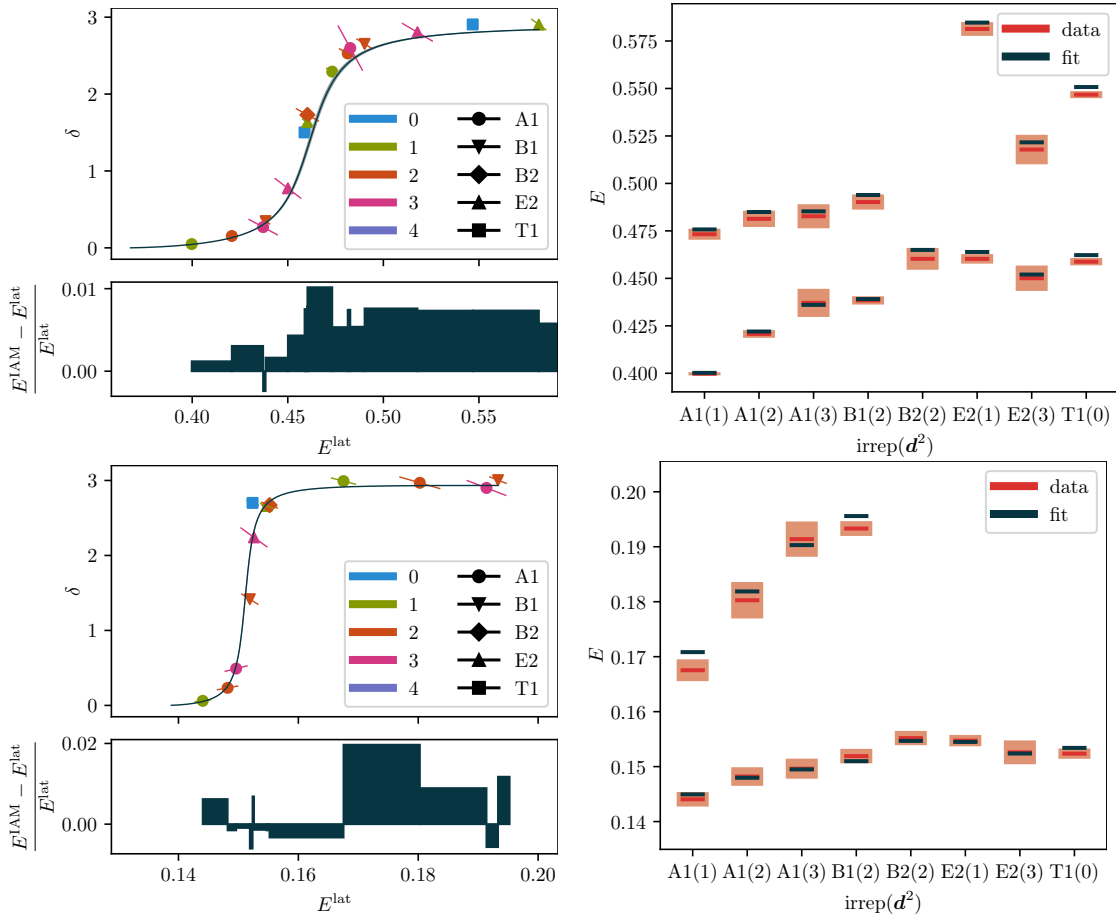 3
2
1
0
δ
0
1
2
3
4
A1
B1
B2
E2
T1
0.01
0.00
E^IAM − E^lat
E^lat
0.40
0.45
0.50
0.55
E^lat
0.575
0.550
0.525
0.500
0.475
0.450
0.425
0.400
E
data
fit
A1(1)
A1(2)
A1(3)
B1(2)
B2(2)
E2(1)
E2(3)
T1(0)
irrep(d²)
3
2
1
0
δ
0
1
2
3
4
A1
B1
B2
E2
T1
0.02
0.00
E^IAM − E^lat
E^lat
0.14
0.16
0.18
0.20
E^lat
0.20
0.19
0.18
0.17
0.16
0.15
0.14
E
data
fit
A1(1)
A1(2)
A1(3)
B1(2)
B2(2)
E2(1)
E2(3)
T1(0)
irrep(d²)